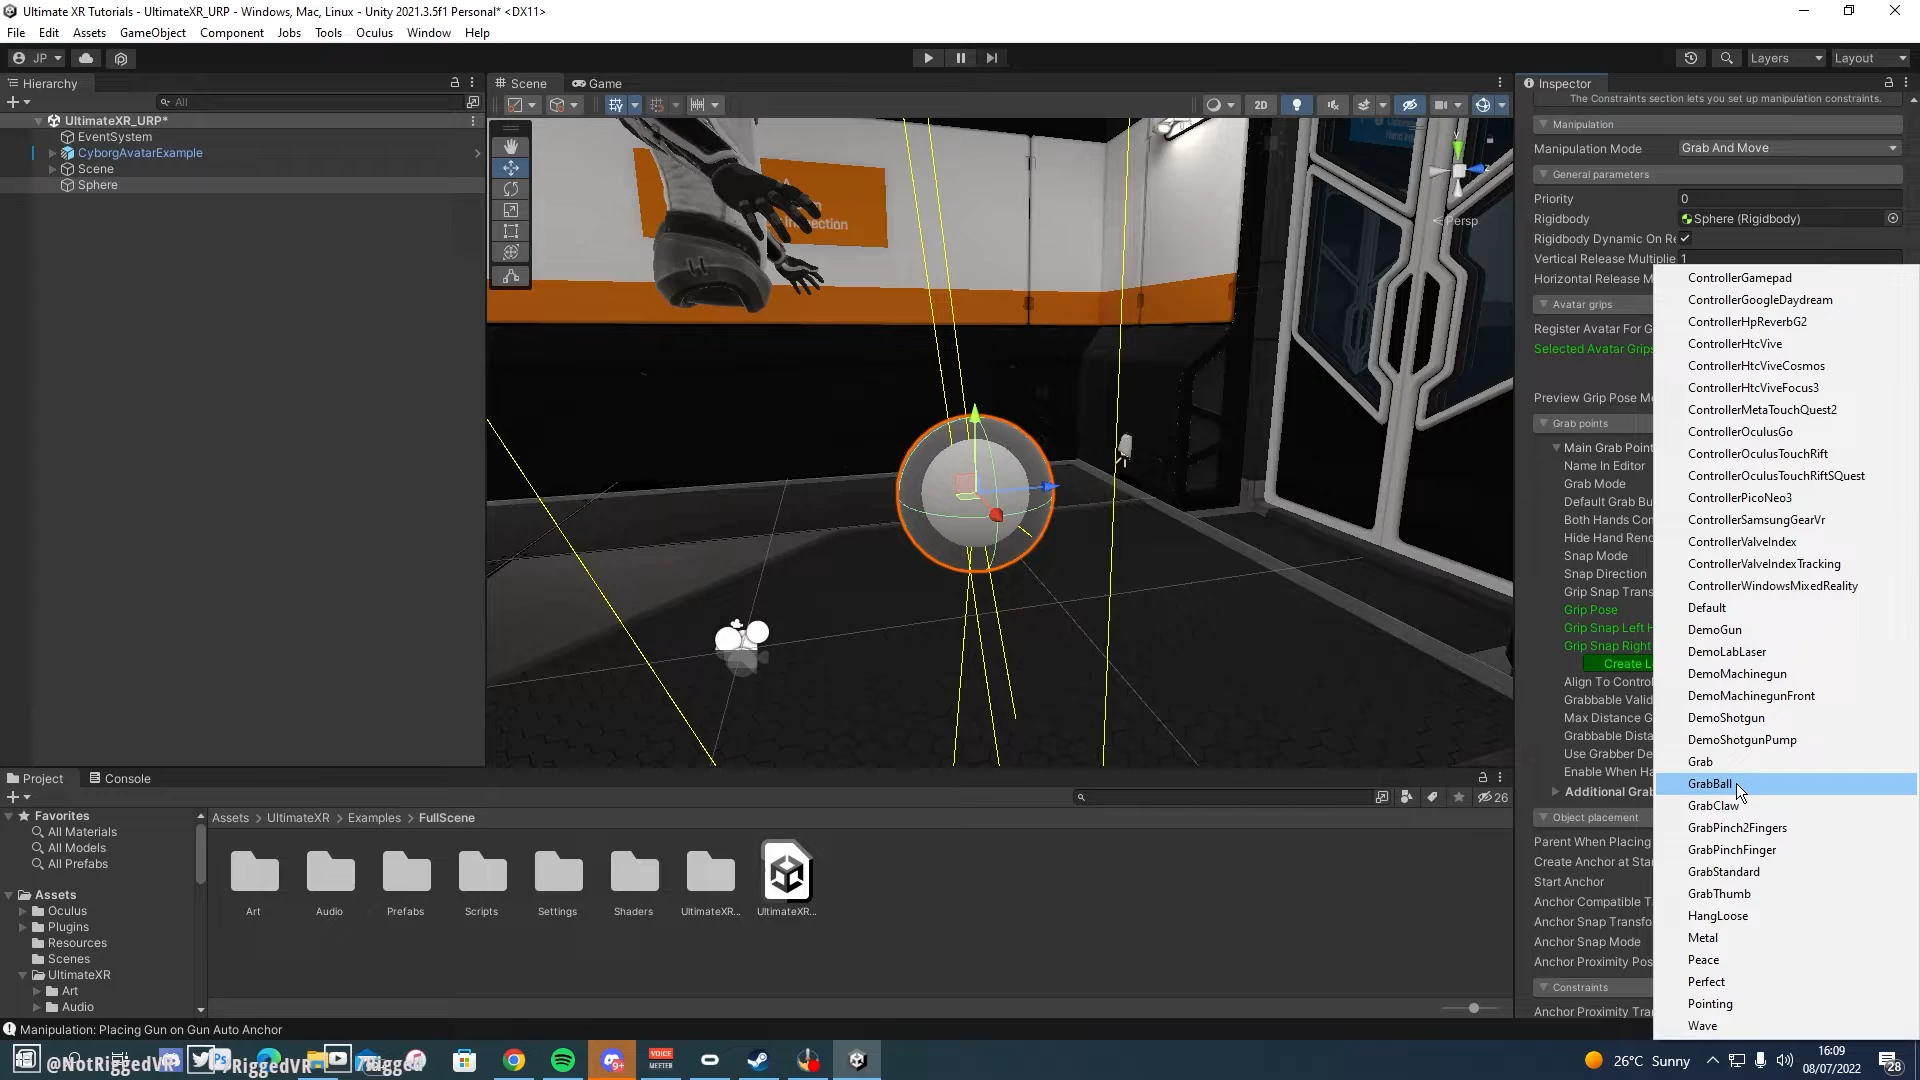 Ultimate XR Tutorials - UltimateXR_URP - Windows, Mac, Linux - Unity 2021.3.5f1 Personal* <DX11>
File Edit Assets GameObject Component Jobs Tools Oculus Window Help
JP Layers Layout
Hierarchy
All
UltimateXR_URP*
EventSystem
CyborgAvatarExample
Scene
Sphere
Scene Game
2D
Persp
Inspector
The Constraints section lets you set up manipulation constraints.
Manipulation
Manipulation Mode Grab And Move
General parameters
Priority 0
Rigidbody Sphere (Rigidbody)
Rigidbody Dynamic On Re
Vertical Release Multiplie 1
Horizontal Release M
Avatar grips
Register Avatar For G
Selected Avatar Grips
Preview Grip Pose Me
Grab points
Main Grab Point
Name In Editor
Grab Mode
Default Grab Bu
Both Hands Con
Hide Hand Rend
Snap Mode
Snap Direction
Grip Snap Trans
Grip Pose
Grip Snap Left H
Grip Snap Right
Create L
Align To Control
Grabbable Valid
Max Distance G
Grabbable Dista
Use Grabber De
Enable When Ha
Additional Grab
Object placement
Parent When Placing
Create Anchor at Star
Start Anchor
Anchor Compatible T
Anchor Snap Transfo
Anchor Snap Mode
Anchor Proximity Pos
Constraints
Anchor Proximity Tran
ControllerGamepad
ControllerGoogleDaydream
ControllerHpReverbG2
ControllerHtcVive
ControllerHtcViveCosmos
ControllerHtcViveFocus3
ControllerMetaTouchQuest2
ControllerOculusGo
ControllerOculusTouchRift
ControllerOculusTouchRiftSQuest
ControllerPicoNeo3
ControllerSamsungGearVr
ControllerValveIndex
ControllerValveIndexTracking
ControllerWindowsMixedReality
Default
DemoGun
DemoLabLaser
DemoMachinegun
DemoMachinegunFront
DemoShotgun
DemoShotgunPump
Grab
GrabBall
GrabClaw
GrabPinch2Fingers
GrabPinchFinger
GrabStandard
GrabThumb
HangLoose
Metal
Peace
Perfect
Pointing
Wave
Project Console
26
Favorites
All Materials
All Models
All Prefabs
Assets
Oculus
Plugins
Resources
Scenes
UltimateXR
Art
Audio
Assets > UltimateXR > Examples > FullScene
Art Audio Prefabs Scripts Settings Shaders UltimateXR... UltimateXR...
Manipulation: Placing Gun on Gun Auto Anchor
@NotRiggedVR /RiggedVR /Rigged
VOICE MEETER
9+
26°C Sunny
16:09
08/07/2022
28